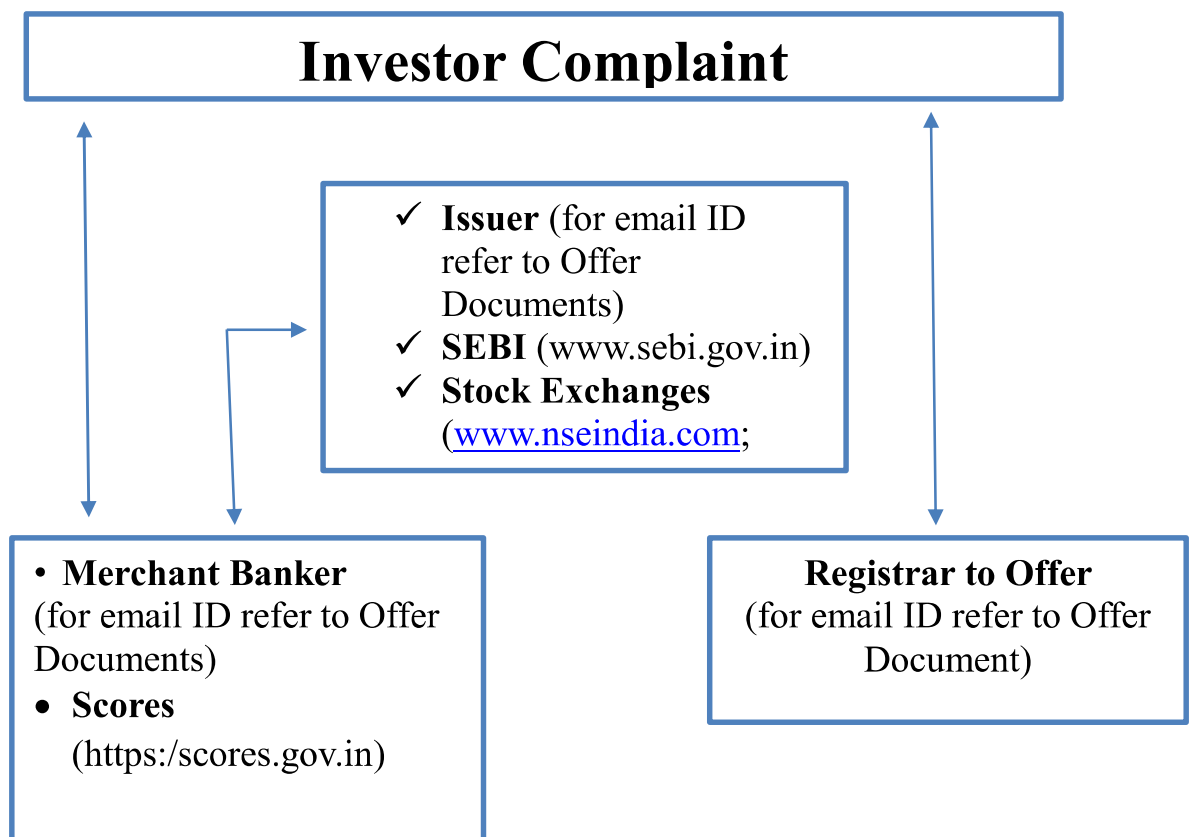 Investor Complaint
✓ Issuer (for email ID
refer to Offer
Documents)
✓ SEBI (www.sebi.gov.in)
✓ Stock Exchanges
(www.nseindia.com;
• Merchant Banker
(for email ID refer to Offer
Documents)
• Scores
(https:/scores.gov.in)
Registrar to Offer
(for email ID refer to Offer
Document)